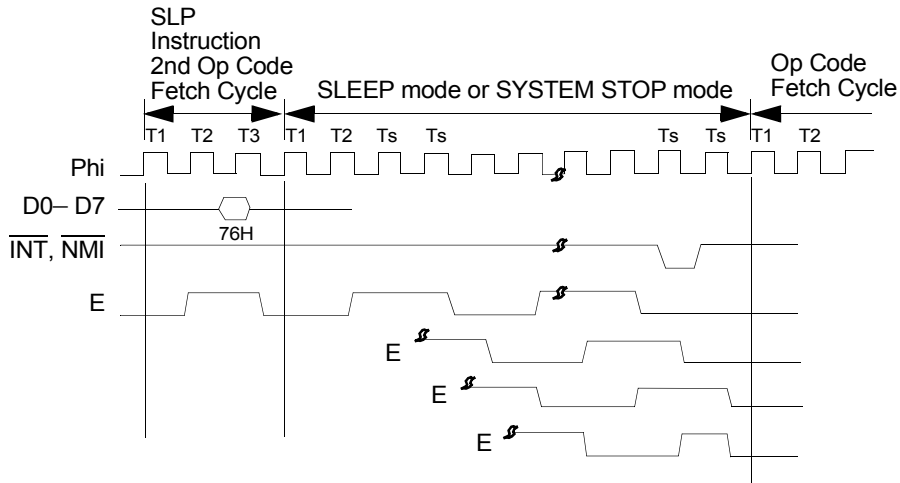 SLP
Instruction
2nd Op Code
Fetch Cycle
SLEEP mode or SYSTEM STOP mode
Op Code
Fetch Cycle
T1 T2 T3 T1 T2 Ts Ts Ts Ts T1 T2
Phi
D0– D7
76H
INT, NMI
E
E
E
E